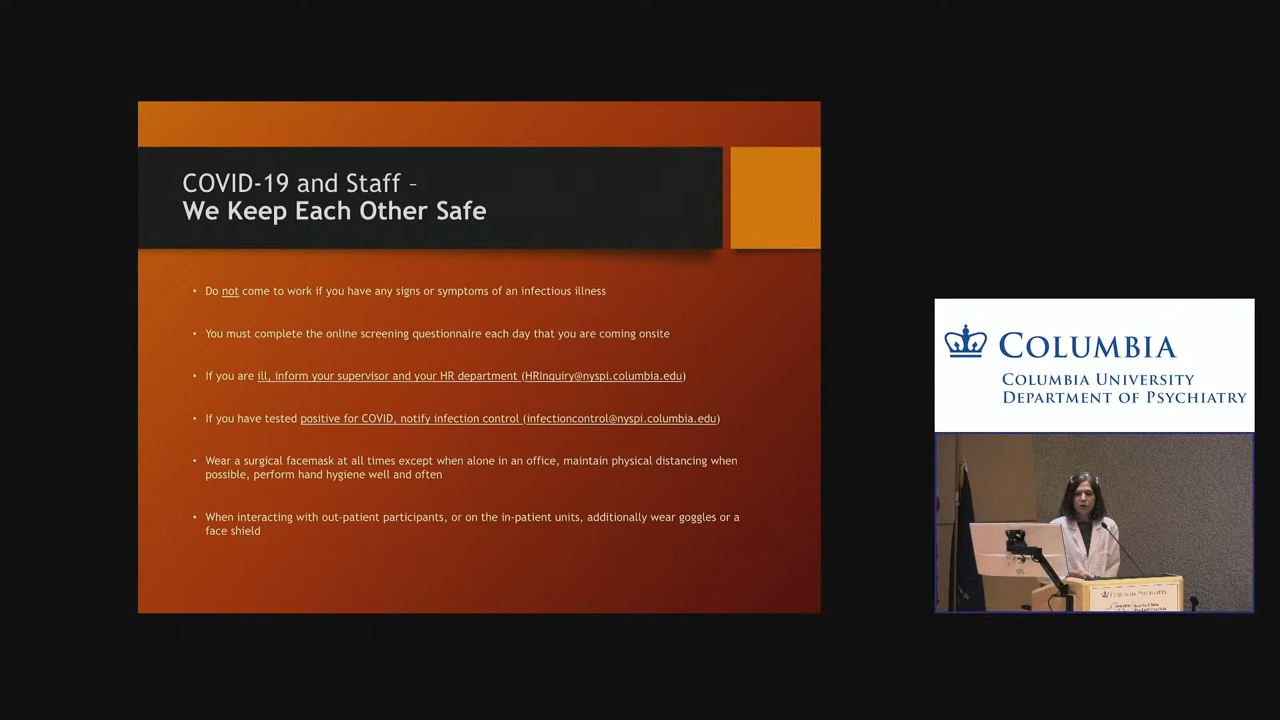 COVID-19 and Staff –
We Keep Each Other Safe
• Do not come to work if you have any signs or symptoms of an infectious illness
• You must complete the online screening questionnaire each day that you are coming onsite
• If you are ill, inform your supervisor and your HR department (HRInquiry@nyspi.columbia.edu)
• If you have tested positive for COVID, notify infection control (infectioncontrol@nyspi.columbia.edu)
• Wear a surgical facemask at all times except when alone in an office, maintain physical distancing when
possible, perform hand hygiene well and often
• When interacting with out-patient participants, or on the in-patient units, additionally wear goggles or a
face shield
COLUMBIA
COLUMBIA UNIVERSITY
DEPARTMENT OF PSYCHIATRY
COLUMBIA PSYCHIATRY